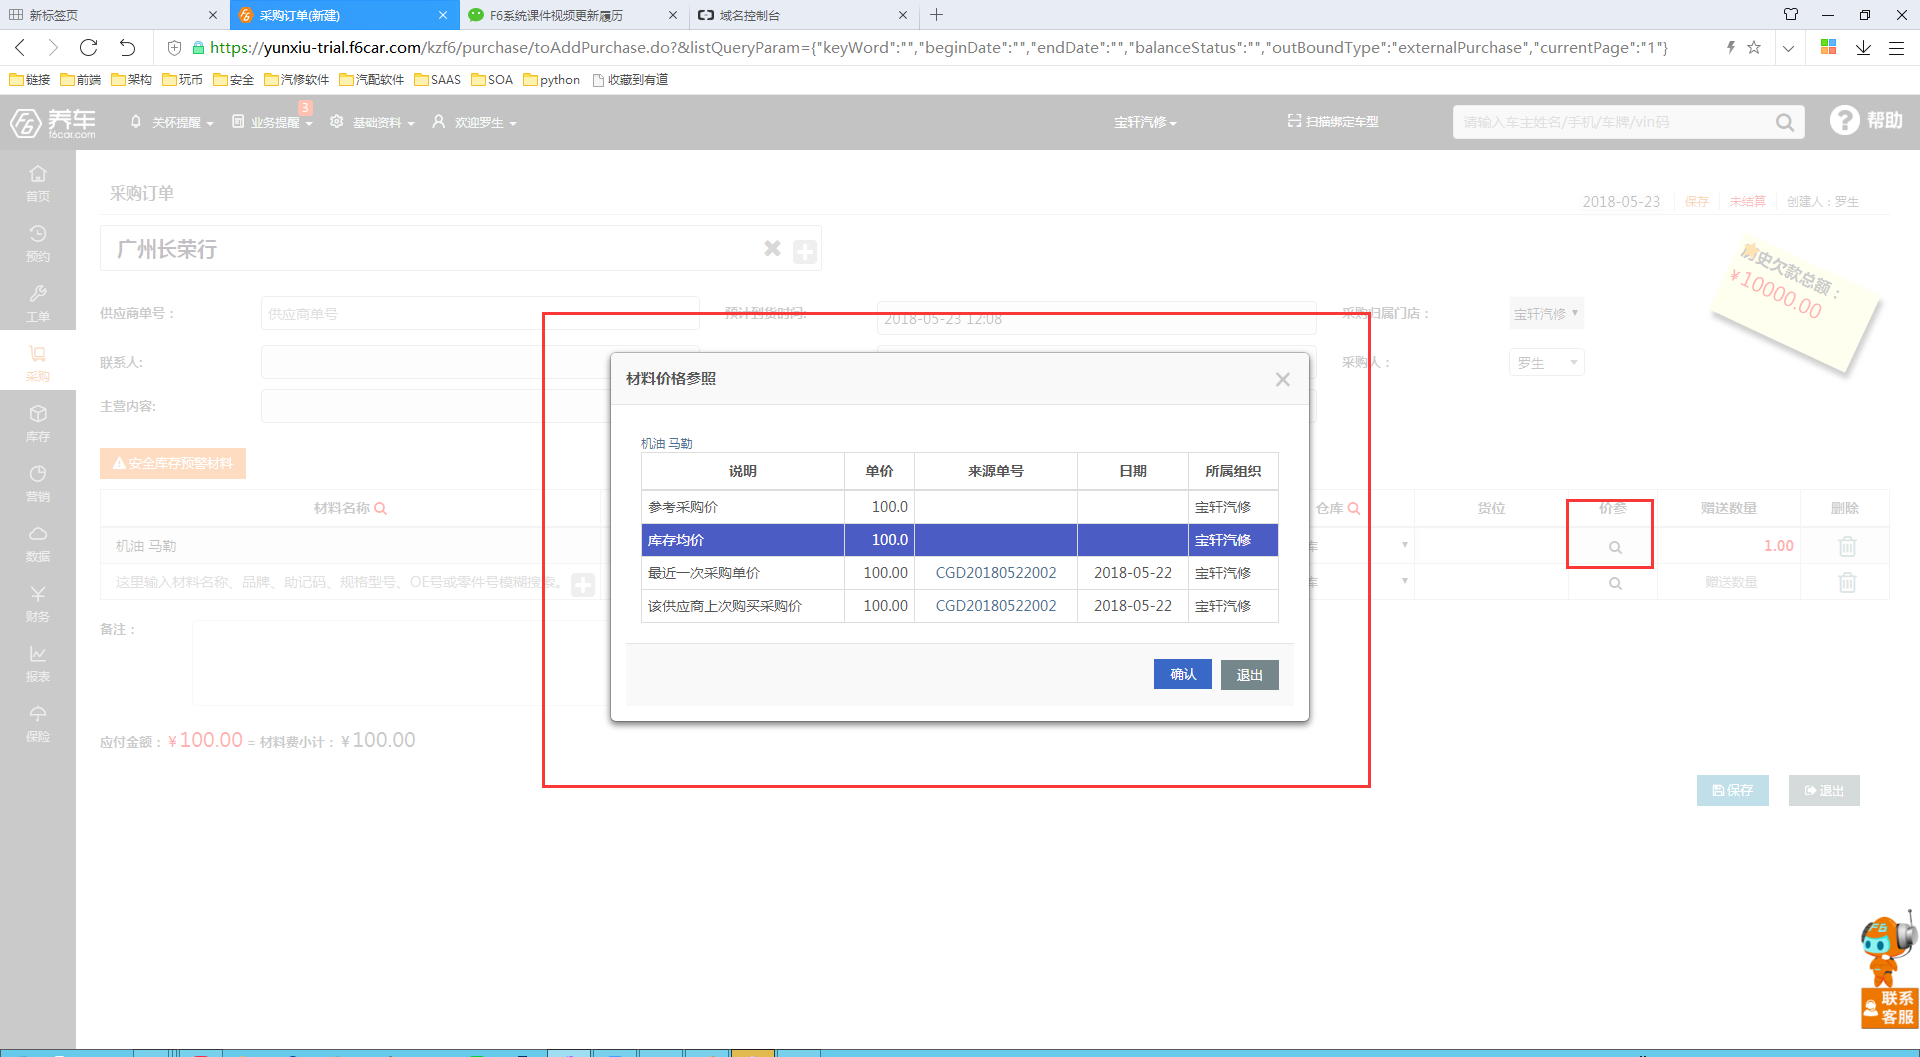 新标签页
采购订单(新建)
F6系统课件视频更新履历
域名控制台
https://yunxiu-trial.f6car.com/kzf6/purchase/toAddPurchase.do?&listQueryParam={"keyWord":"","beginDate":"","endDate":"","balanceStatus":"","outBoundType":"externalPurchase","currentPage":"1"}
链接 前端 架构 玩币 安全 汽修软件 汽配软件 SAAS SOA python 收藏到有道
F6 养车
f6car.com
关怀提醒
业务提醒
3
基础资料
欢迎罗生
宝轩汽修
扫描绑定车型
请输入车主姓名/手机/车牌/vin码
? 帮助
首页
预约
工单
采购
库存
营销
数据
财务
报表
保险
采购订单
2018-05-23 保存 未结算 创建人：罗生
广州长荣行
历史欠款总额：
¥10000.00
供应商单号：
供应商单号
预计到货时间:
2018-05-23 12:08
采购归属门店：
宝轩汽修
联系人:
采购人：
罗生
主营内容:
安全库存预警材料
材料名称
仓库
货位
价参
赠送数量
删除
机油 马勒
库
1.00
这里输入材料名称、品牌、助记码、规格型号、OE号或零件号模糊搜索。
库
赠送数量
备注：
应付金额：¥100.00 = 材料费小计：¥100.00
保存
退出
材料价格参照
机油 马勒
说明 单价 来源单号 日期 所属组织
参考采购价 100.0 宝轩汽修
库存均价 100.0 宝轩汽修
最近一次采购单价 100.00 CGD20180522002 2018-05-22 宝轩汽修
该供应商上次购买采购价 100.00 CGD20180522002 2018-05-22 宝轩汽修
确认
退出
F6
联系
客服